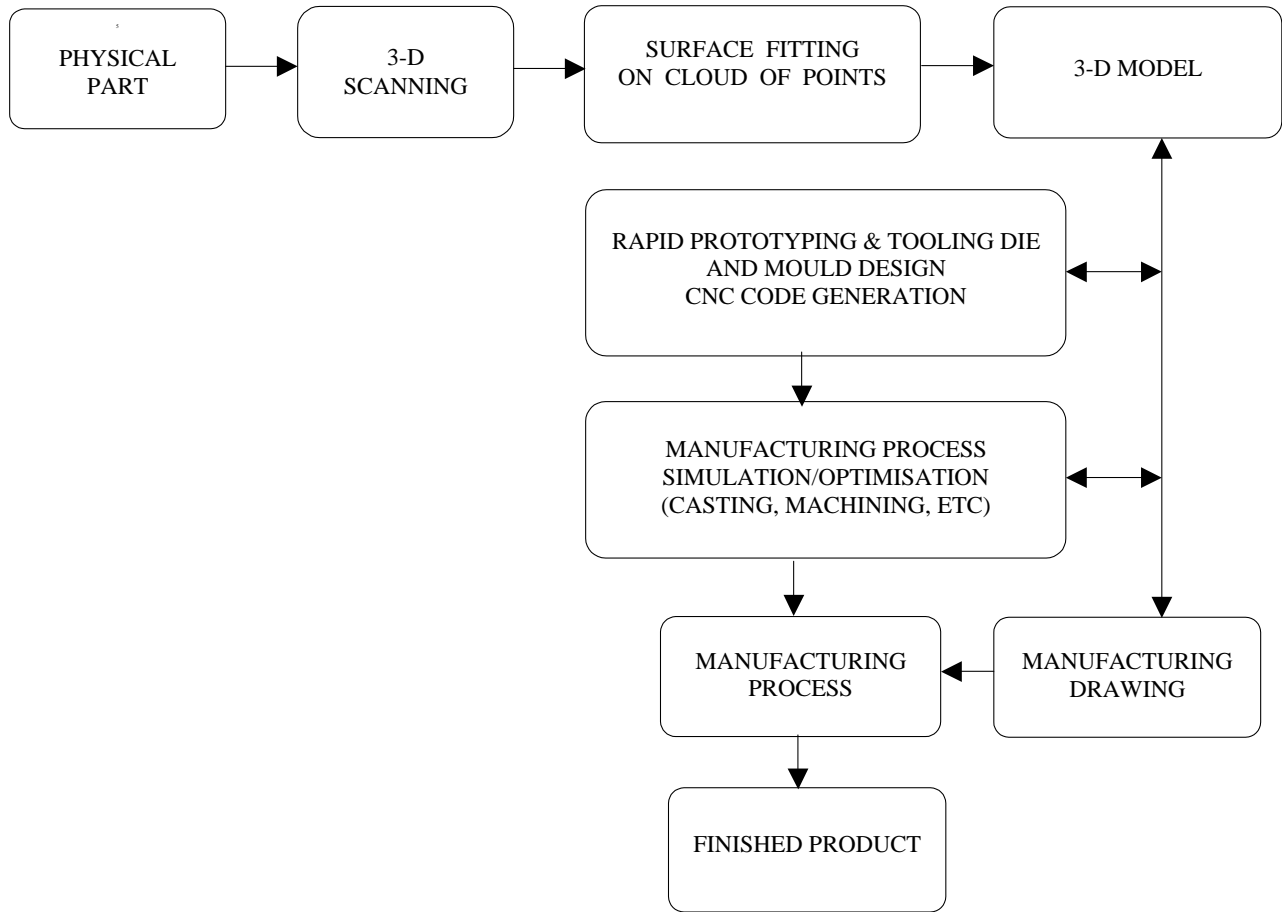 PHYSICAL
PART
3-D
SCANNING
SURFACE FITTING
ON CLOUD OF POINTS
3-D MODEL
RAPID PROTOTYPING & TOOLING DIE
AND MOULD DESIGN
CNC CODE GENERATION
MANUFACTURING PROCESS
SIMULATION/OPTIMISATION
(CASTING, MACHINING, ETC)
MANUFACTURING
PROCESS
MANUFACTURING
DRAWING
FINISHED PRODUCT